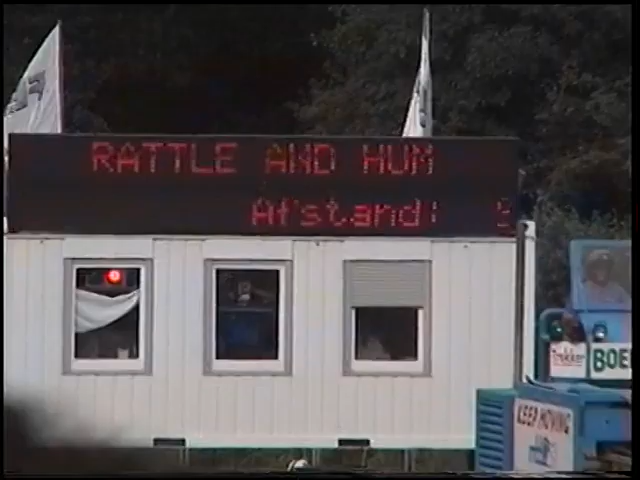 RATTLE AND HUM
Afstand:
Trekker
BOE
KEEP MOVING